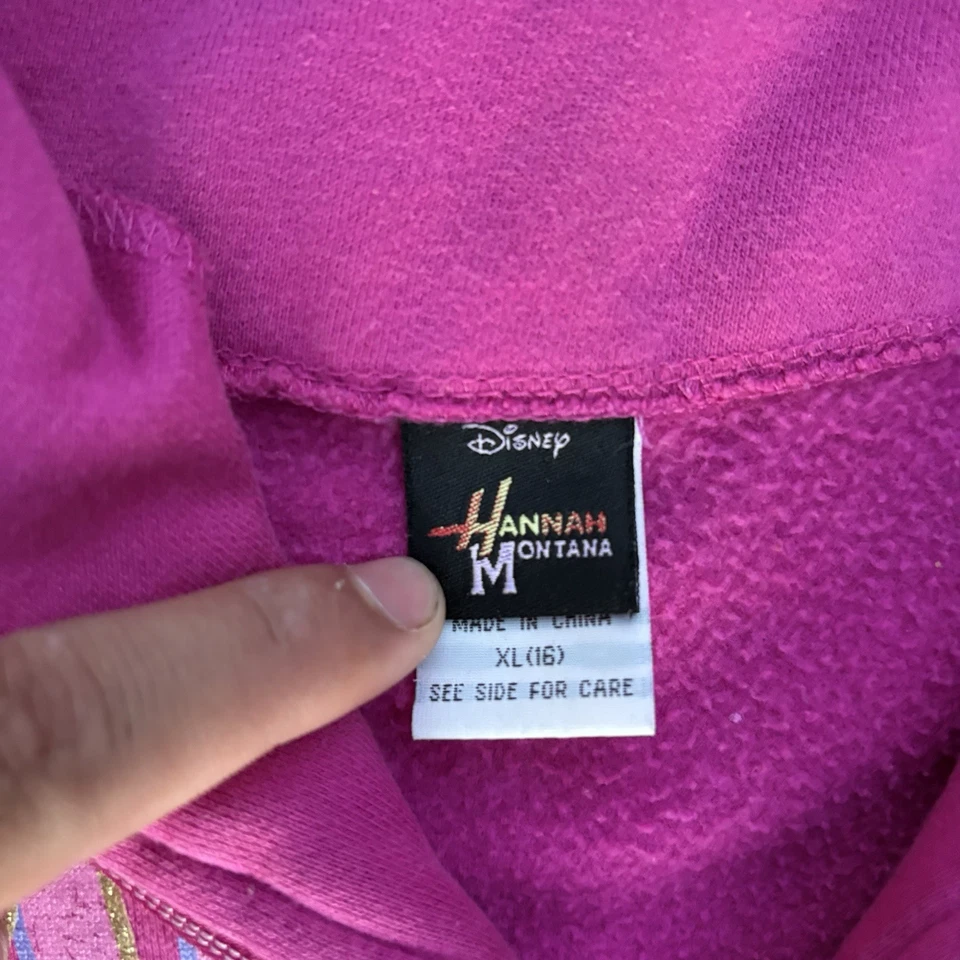 Disney
HANNAH
MONTANA
MADE IN CHINA
XL(16)
SEE SIDE FOR CARE